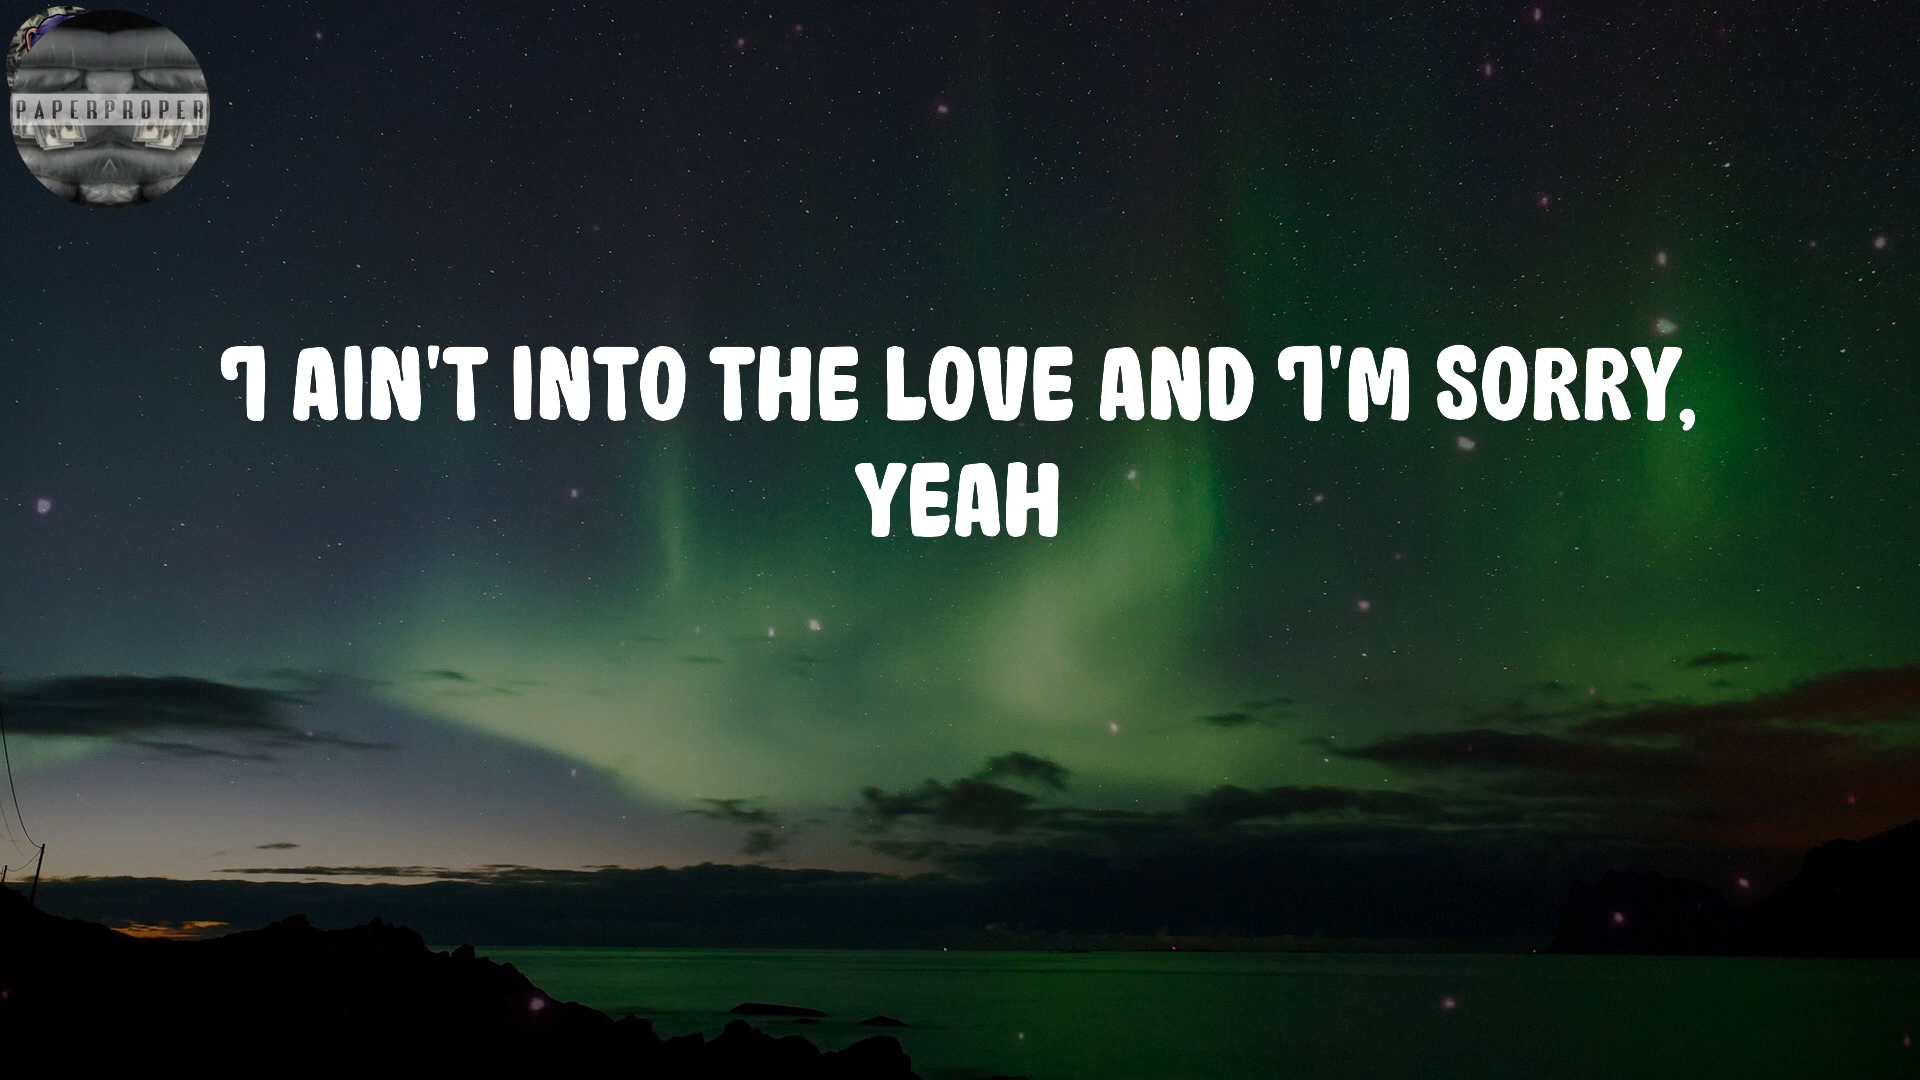 PAPERPROPER
I AIN'T INTO THE LOVE AND I'M SORRY,
YEAH